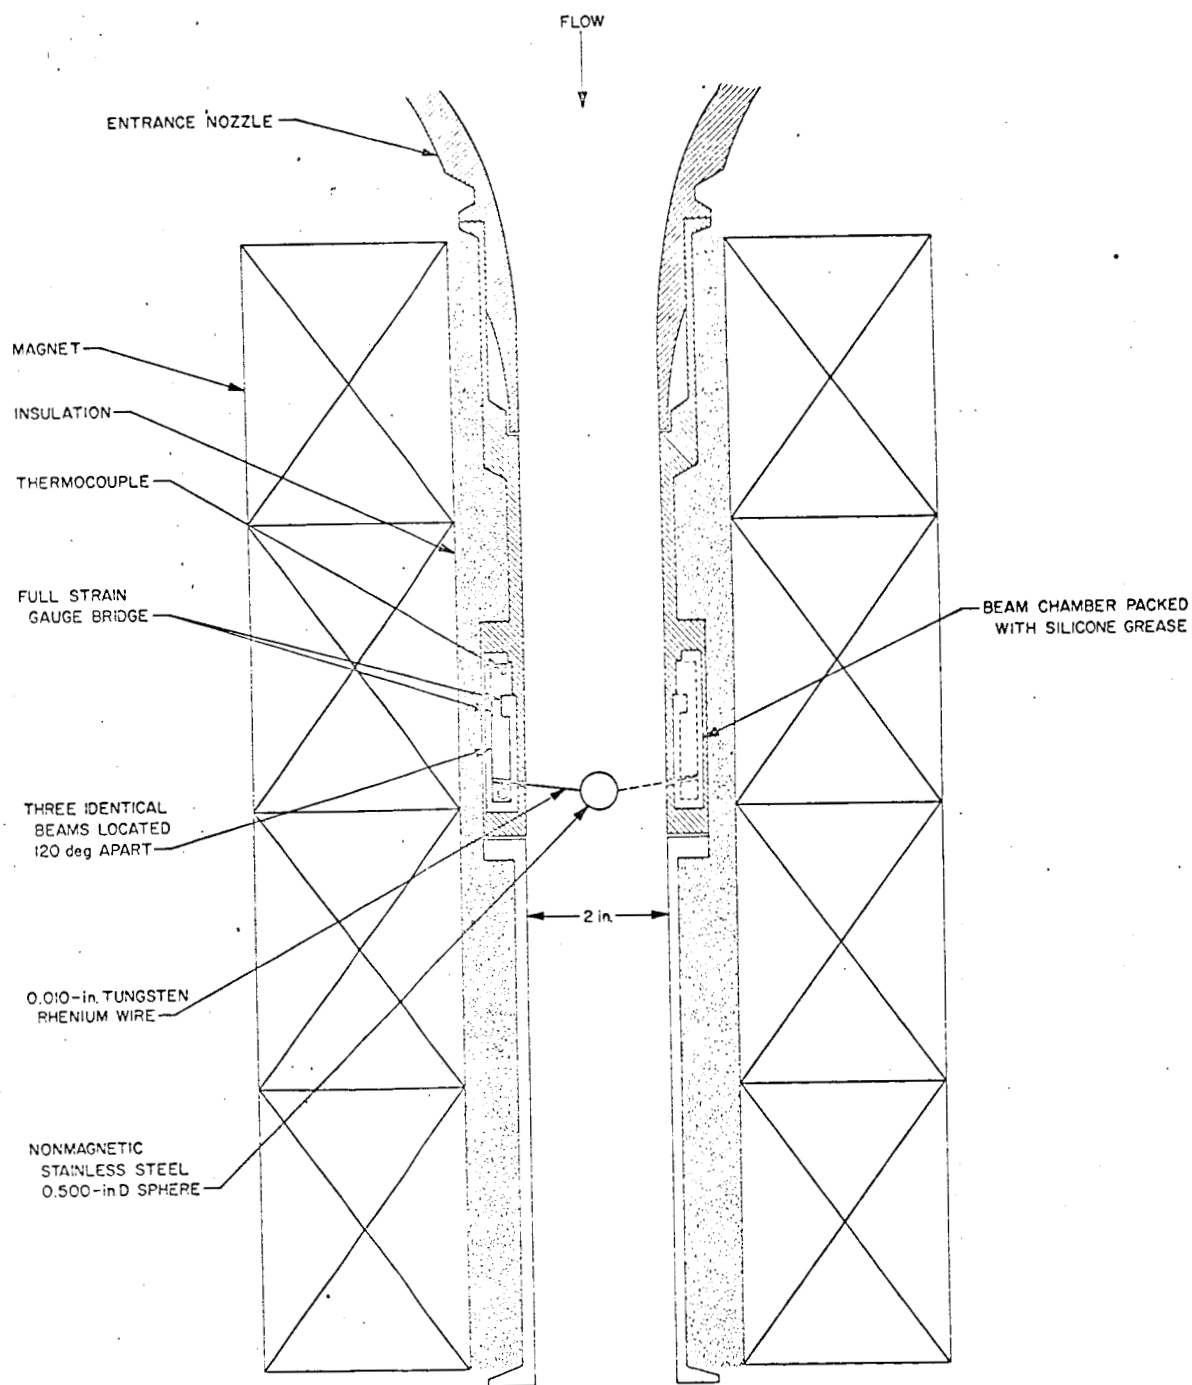 FLOW
ENTRANCE NOZZLE
MAGNET
INSULATION
THERMOCOUPLE
FULL STRAIN
GAUGE BRIDGE
BEAM CHAMBER PACKED
WITH SILICONE GREASE
THREE IDENTICAL
BEAMS LOCATED
120 deg APART
2 in.
0.010-in. TUNGSTEN
RHENIUM WIRE
NONMAGNETIC
STAINLESS STEEL
0.500-in D SPHERE